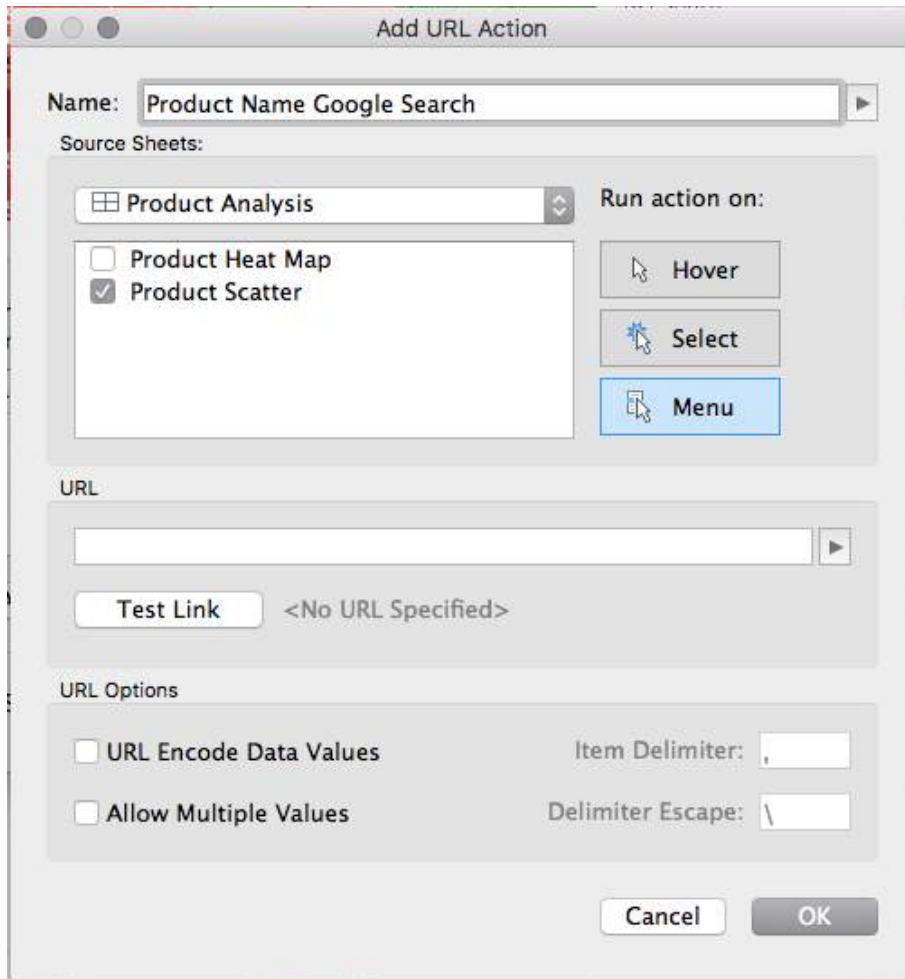 Add URL Action
Name: Product Name Google Search
Source Sheets:
Product Analysis
Run action on:
Product Heat Map
Product Scatter
Hover
Select
Menu
URL
Test Link <No URL Specified>
URL Options
URL Encode Data Values Item Delimiter: ,
Allow Multiple Values Delimiter Escape: \
Cancel OK